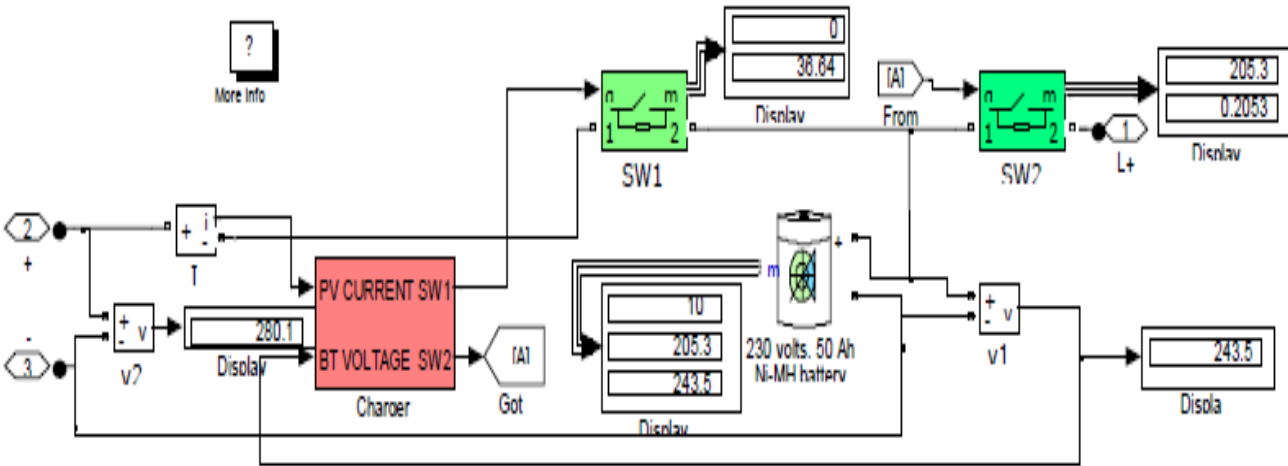 ?
More Info
0
36.64
Display
n m
1 2
SW1
[A]
From
n m
1 2
SW2
205.3
0.2053
Display
1
L+
2
+
+ i
-
T
PV CURRENT SW1
BT VOLTAGE SW2
Charger
+
- v
v2
280.1
Display
-
3
[A]
Got
m
+
10
205.3
243.5
Display
230 volts. 50 Ah
Ni-MH battery
+
- v
v1
243.5
Displa